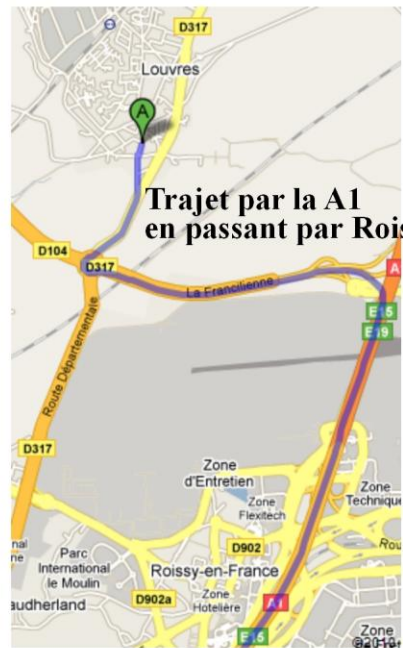 D317
Louvres
A
Trajet par la A1
en passant par Rois
D104
D317
La Francilienne
A
E15
E19
Route Départementale
D317
Zone
d'Entretien
Zone
Flexitech
Zone
Technique
D902
Rou
Parc
International
le Moulin
Roissy-en-France
audherland
D902a
Zone
Hotelière
A1
E15
Zone